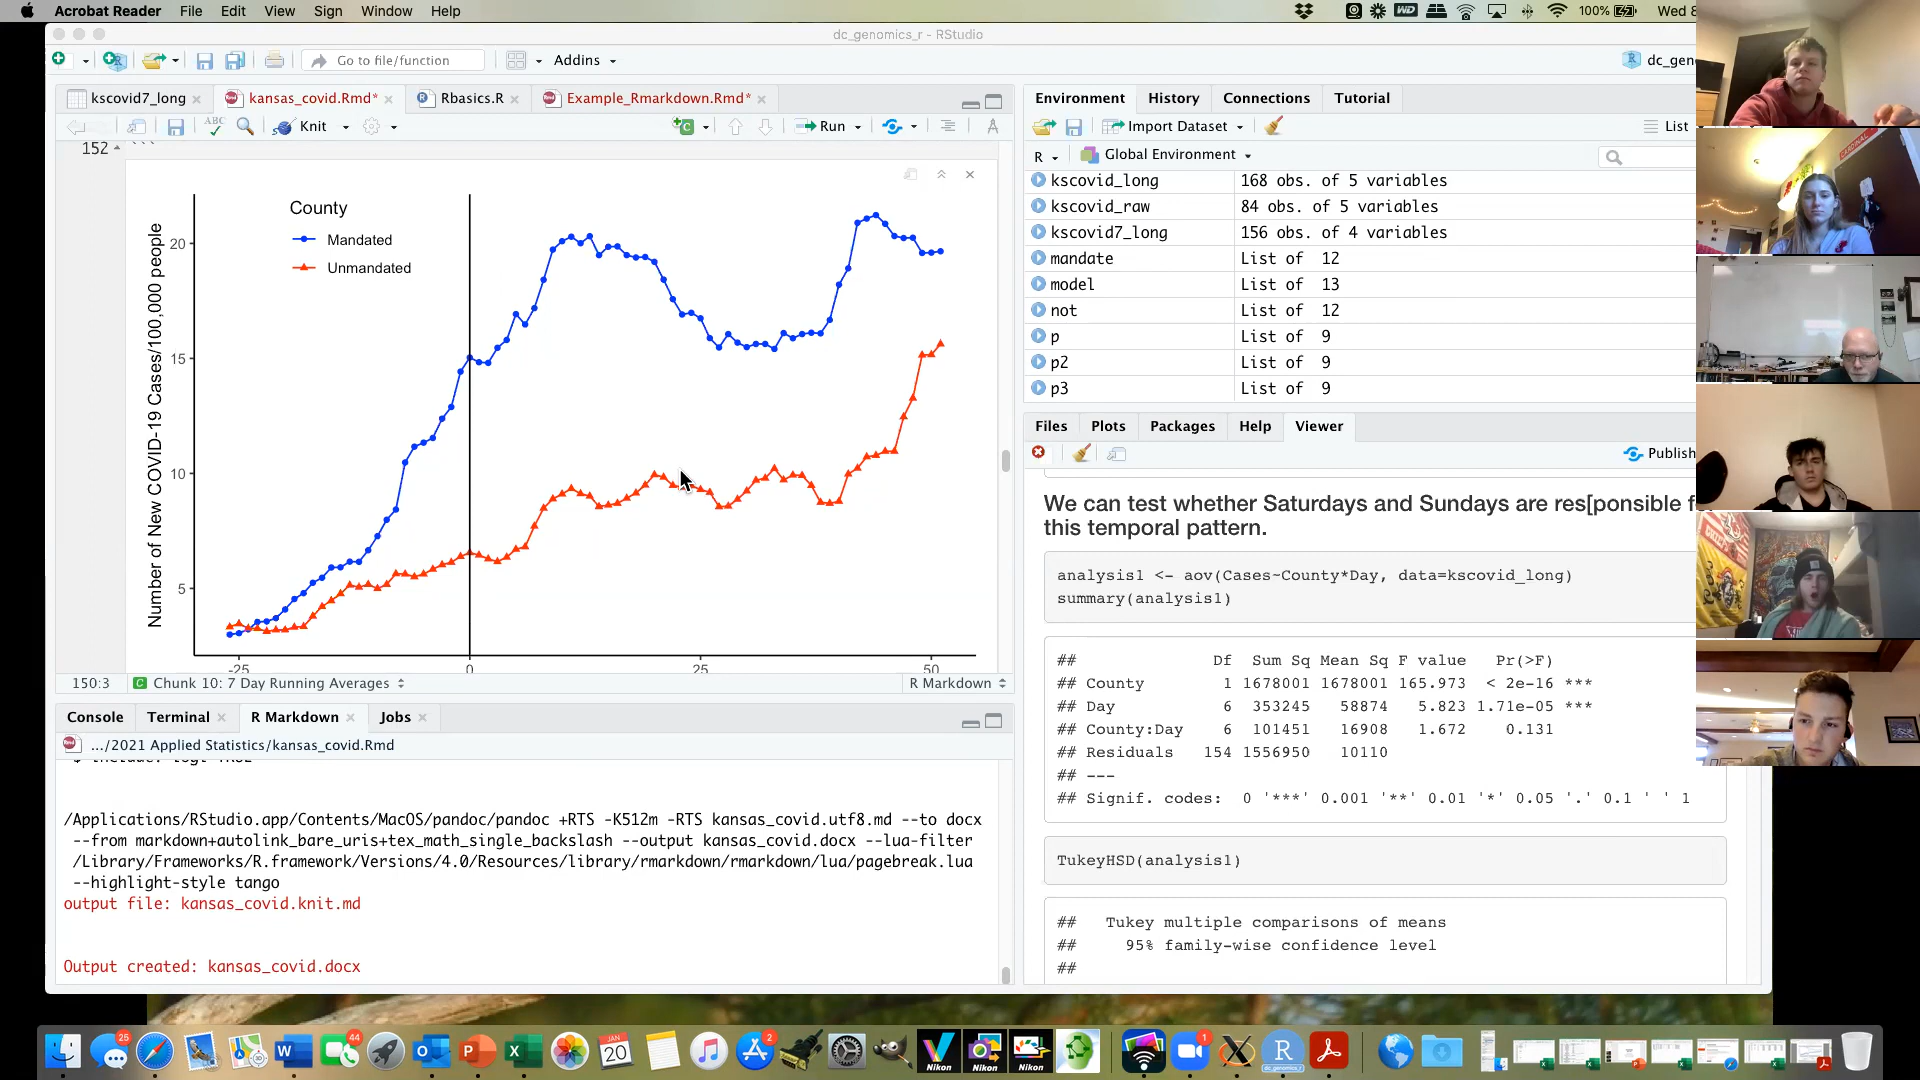 Acrobat Reader File Edit View Sign Window Help
100% Wed 8
dc_genomics_r - RStudio
Go to file/function Addins
dc_gen
kscovid7_long kansas_covid.Rmd* Rbasics.R Example_Rmarkdown.Rmd*
ABC Knit Run
152 ```
County
Mandated
Unmandated
Number of New COVID-19 Cases/100,000 people
20
15
10
5
-25 0 25 50
150:3 Chunk 10: 7 Day Running Averages R Markdown
Console Terminal R Markdown Jobs
.../2021 Applied Statistics/kansas_covid.Rmd
/Applications/RStudio.app/Contents/MacOS/pandoc/pandoc +RTS -K512m -RTS kansas_covid.utf8.md --to docx
--from markdown+autolink_bare_uris+tex_math_single_backslash --output kansas_covid.docx --lua-filter
/Library/Frameworks/R.framework/Versions/4.0/Resources/library/rmarkdown/rmarkdown/lua/pagebreak.lua
--highlight-style tango
output file: kansas_covid.knit.md
Output created: kansas_covid.docx
Environment History Connections Tutorial
Import Dataset List
R Global Environment
kscovid_long 168 obs. of 5 variables
kscovid_raw 84 obs. of 5 variables
kscovid7_long 156 obs. of 4 variables
mandate List of 12
model List of 13
not List of 12
p List of 9
p2 List of 9
p3 List of 9
Files Plots Packages Help Viewer
Publish
We can test whether Saturdays and Sundays are res[ponsible f
this temporal pattern.
analysis1 <- aov(Cases~County*Day, data=kscovid_long)
summary(analysis1)
## Df Sum Sq Mean Sq F value Pr(>F)
## County 1 1678001 1678001 165.973 < 2e-16 ***
## Day 6 353245 58874 5.823 1.71e-05 ***
## County:Day 6 101451 16908 1.672 0.131
## Residuals 154 1556950 10110
## ---
## Signif. codes: 0 '***' 0.001 '**' 0.01 '*' 0.05 '.' 0.1 ' ' 1
TukeyHSD(analysis1)
## Tukey multiple comparisons of means
## 95% family-wise confidence level
##
25 44 JAN 20 2 1
Nikon Nikon Nikon